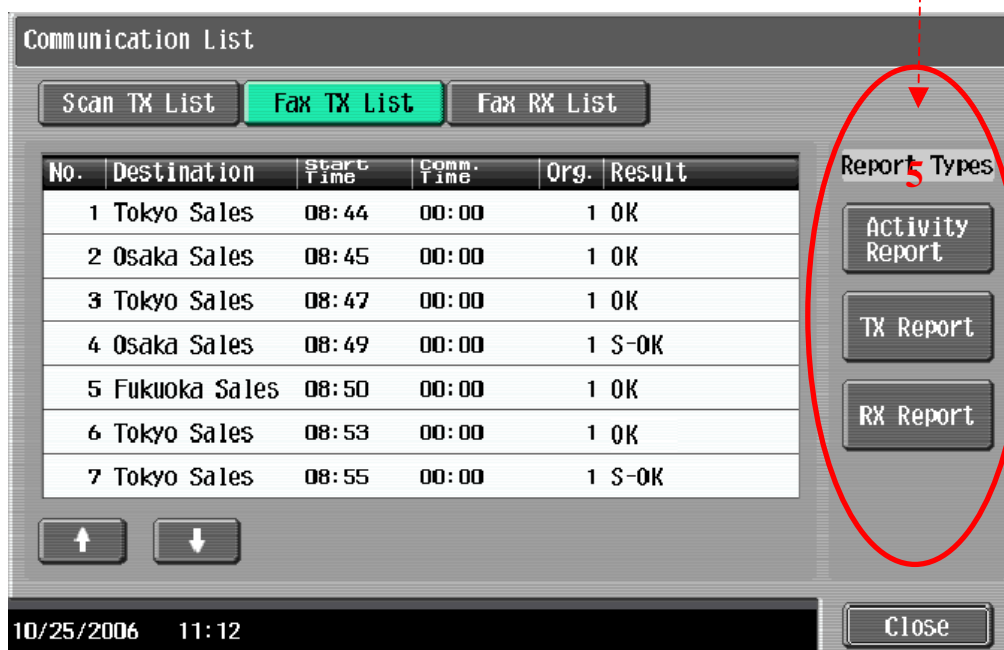 Communication List
Scan TX List Fax TX List Fax RX List
No. Destination Start Time Comm. Time Org. Result
1 Tokyo Sales 08:44 00:00 1 OK
2 Osaka Sales 08:45 00:00 1 OK
3 Tokyo Sales 08:47 00:00 1 OK
4 Osaka Sales 08:49 00:00 1 S-OK
5 Fukuoka Sales 08:50 00:00 1 OK
6 Tokyo Sales 08:53 00:00 1 OK
7 Tokyo Sales 08:55 00:00 1 S-OK
Report Types
5
Activity
Report
TX Report
RX Report
10/25/2006 11:12
Close